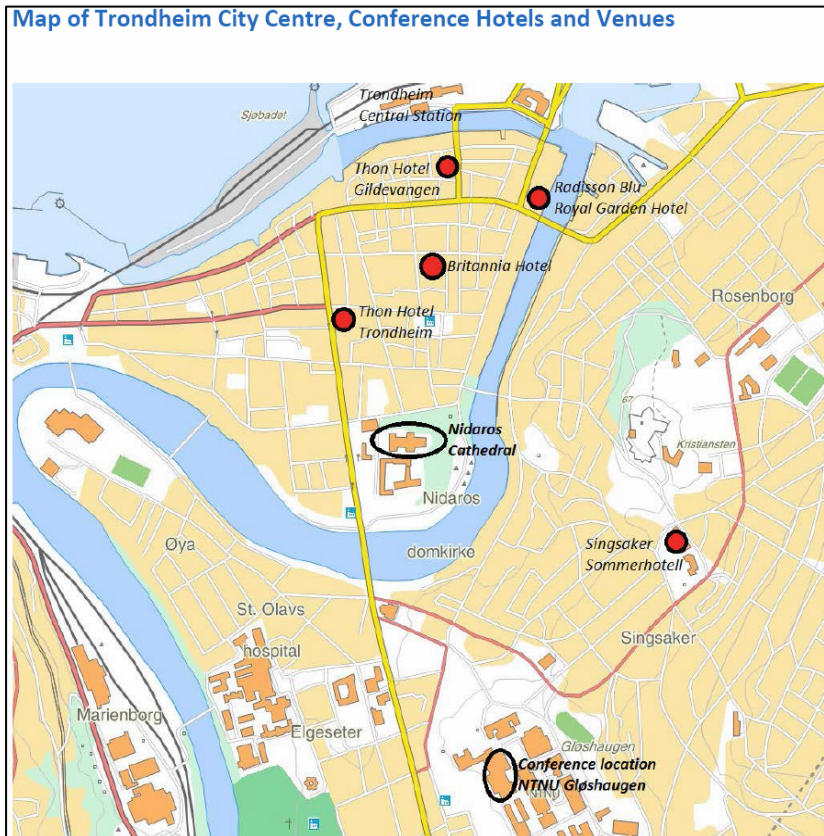 Map of Trondheim City Centre, Conference Hotels and Venues
Sjøbadet
Trondheim
Central Station
Thon Hotel
Gildevangen
Radisson Blu
Royal Garden Hotel
Britannia Hotel
Rosenborg
Thon Hotel
Trondheim
67
Kristiansten
Nidaros
Cathedral
Nidaros
domkirke
Øya
Singsaker
Sommerhotell
St. Olavs
hospital
Singsaker
Marienborg
Elgeseter
Gløshaugen
Conference location
NTNU Gløshaugen
NTNU